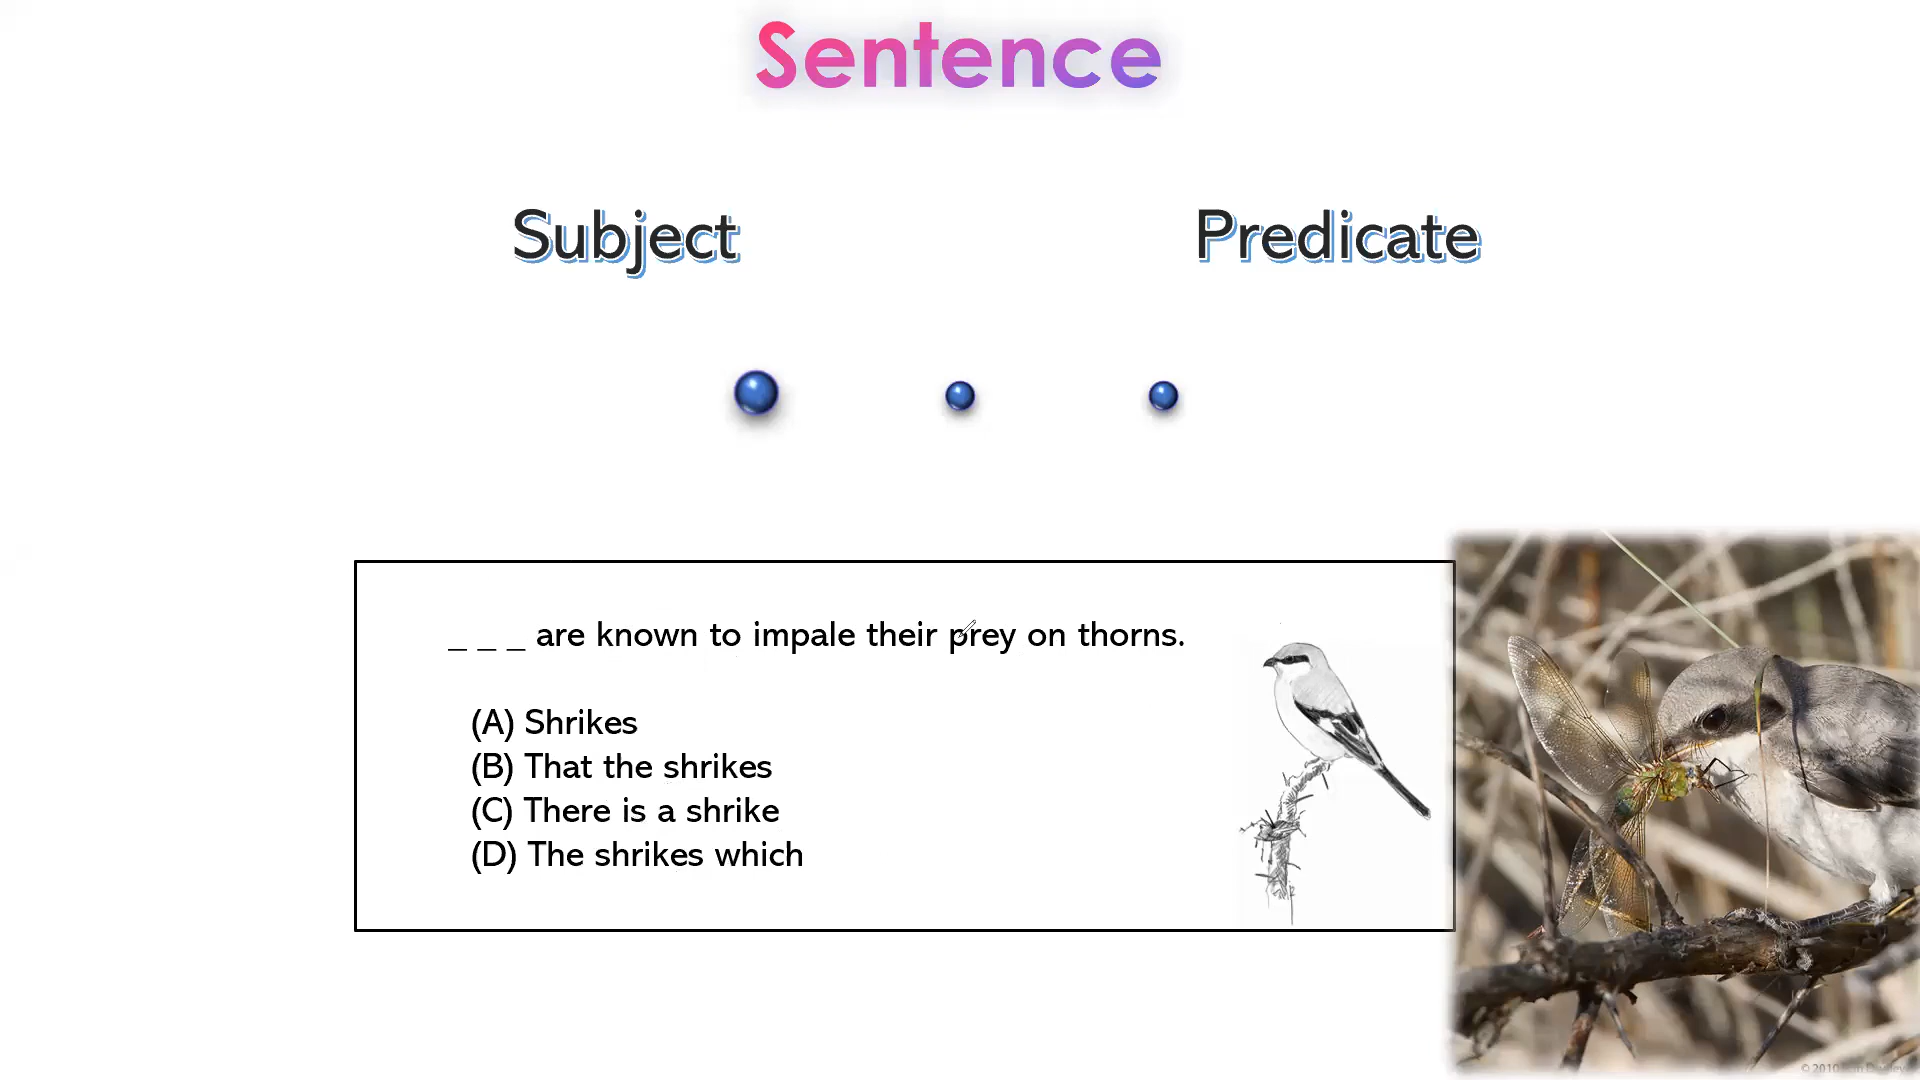 Sentence
Subject Predicate
_ _ _ are known to impale their prey on thorns.
(A) Shrikes
(B) That the shrikes
(C) There is a shrike
(D) The shrikes which
© 2010